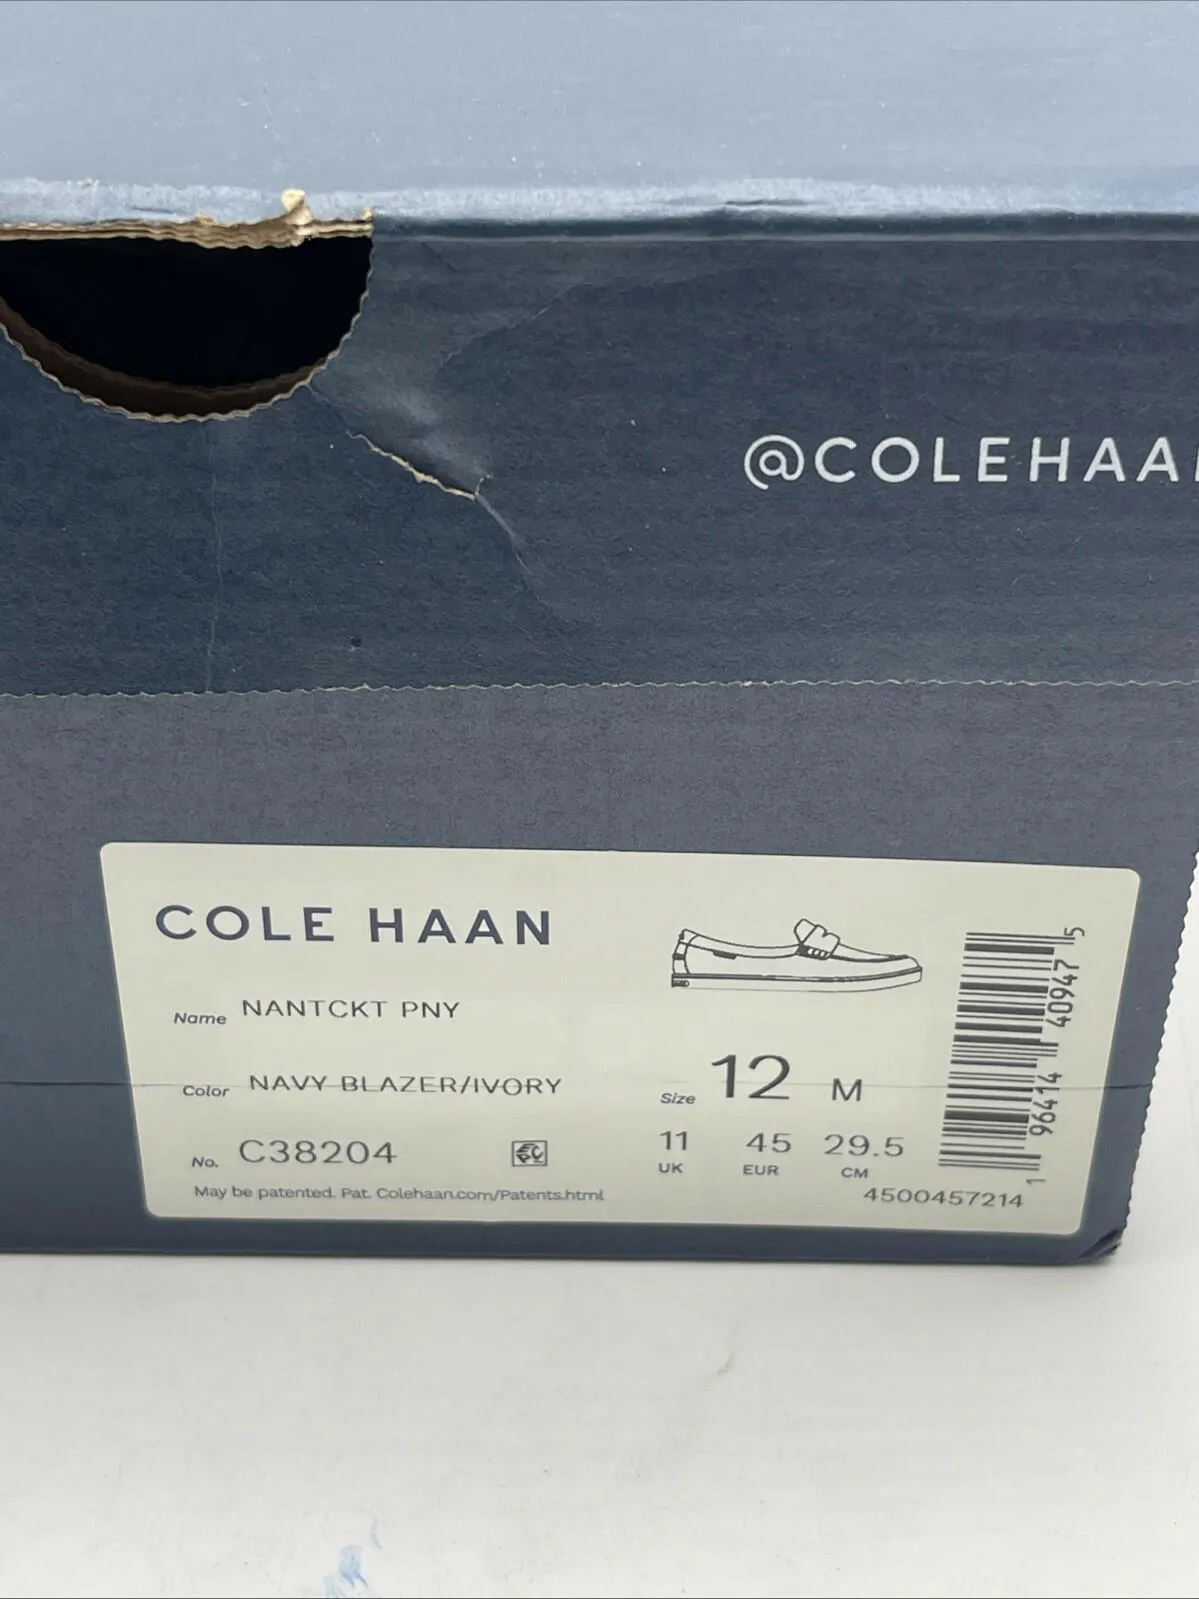 @COLEHAA
COLE HAAN
Name NANTCKT PNY
Color NAVY BLAZER/IVORY
Size 12 M
No. C38204
11 45 29.5
UK EUR CM
May be patented. Pat. Colehaan.com/Patents.html
4500457214
1 96414 40947 5